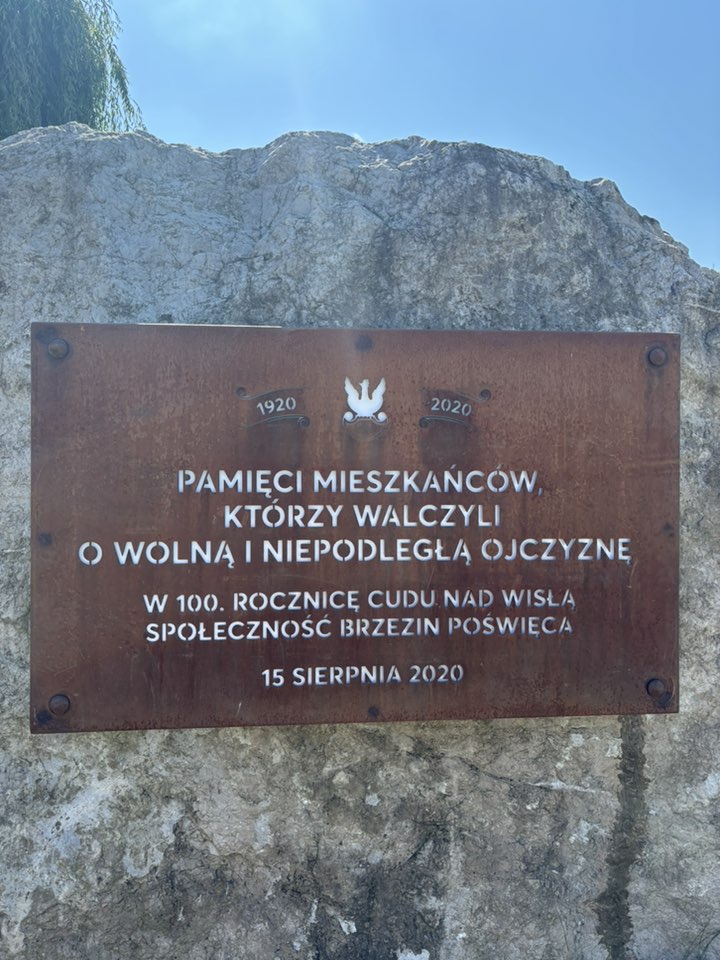 1920 2020
PAMIĘCI MIESZKAŃCÓW,
KTÓRZY WALCZYLI
O WOLNĄ I NIEPODLEGŁĄ OJCZYZNĘ
W 100. ROCZNICĘ CUDU NAD WISŁĄ
SPOŁECZNOŚĆ BRZEZIN POŚWIĘCA
15 SIERPNIA 2020